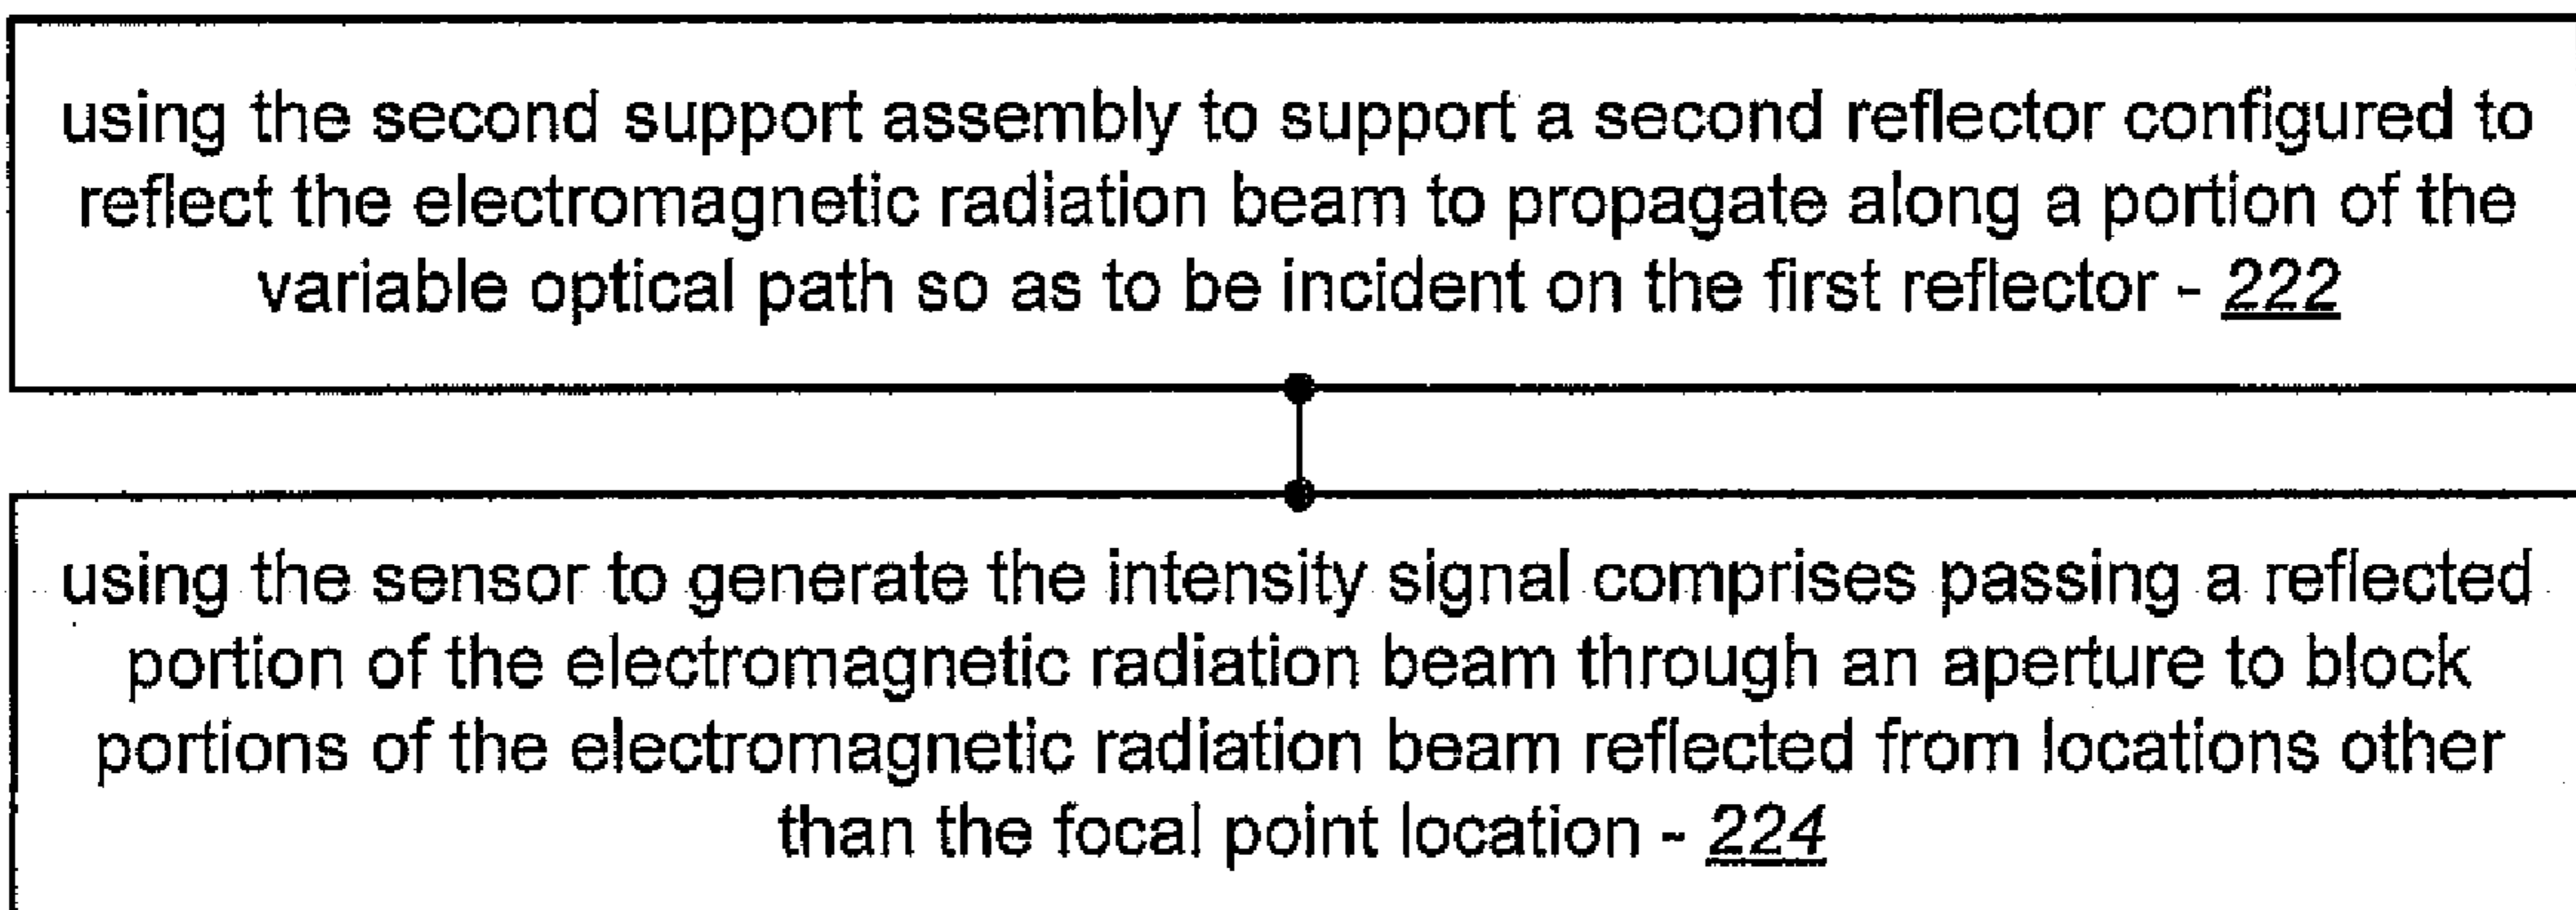 using the second support assembly to support a second reflector configured to
reflect the electromagnetic radiation beam to propagate along a portion of the
variable optical path so as to be incident on the first reflector - 222
using the sensor to generate the intensity signal comprises passing a reflected
portion of the electromagnetic radiation beam through an aperture to block
portions of the electromagnetic radiation beam reflected from locations other
than the focal point location - 224